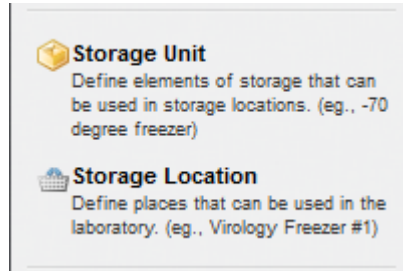 Storage Unit
Define elements of storage that can
be used in storage locations. (eg., -70
degree freezer)
Storage Location
Define places that can be used in the
laboratory. (eg., Virology Freezer #1)